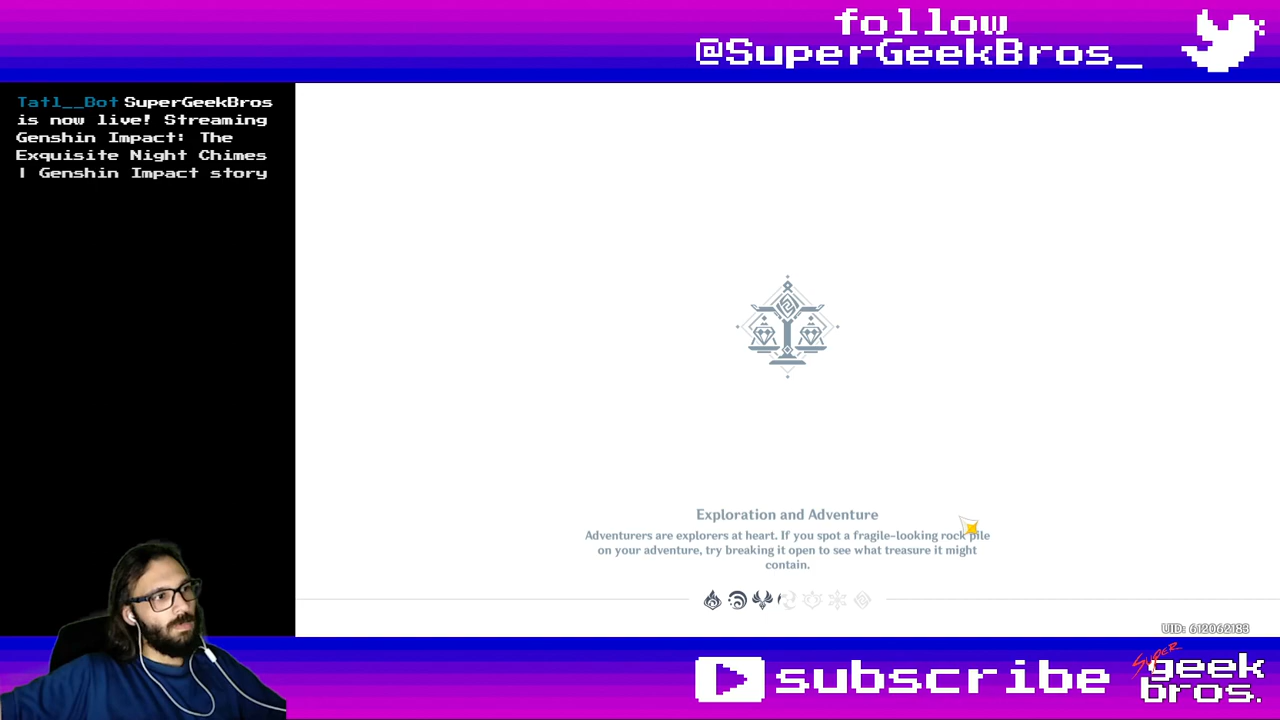 follow
@SuperGeekBros_
Tatl__Bot SuperGeekBros
is now live! Streaming
Genshin Impact: The
Exquisite Night Chimes
| Genshin Impact story
Exploration and Adventure
Adventurers are explorers at heart. If you spot a fragile-looking rock pile
on your adventure, try breaking it open to see what treasure it might
contain.
UID: 612062183
subscribe
SUPER
geek
bros.